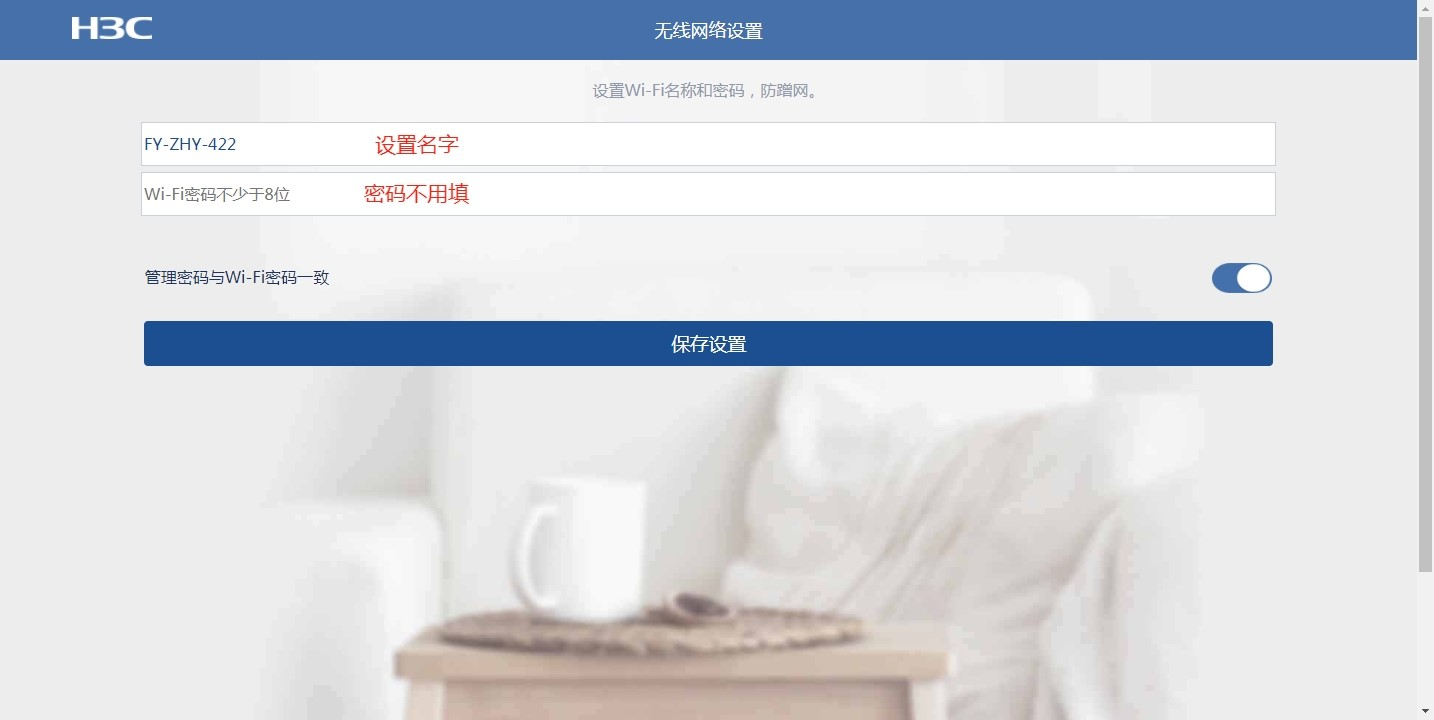 H3C
无线网络设置
设置Wi-Fi名称和密码，防蹭网。
FY-ZHY-422 设置名字
Wi-Fi密码不少于8位 密码不用填
管理密码与Wi-Fi密码一致
保存设置